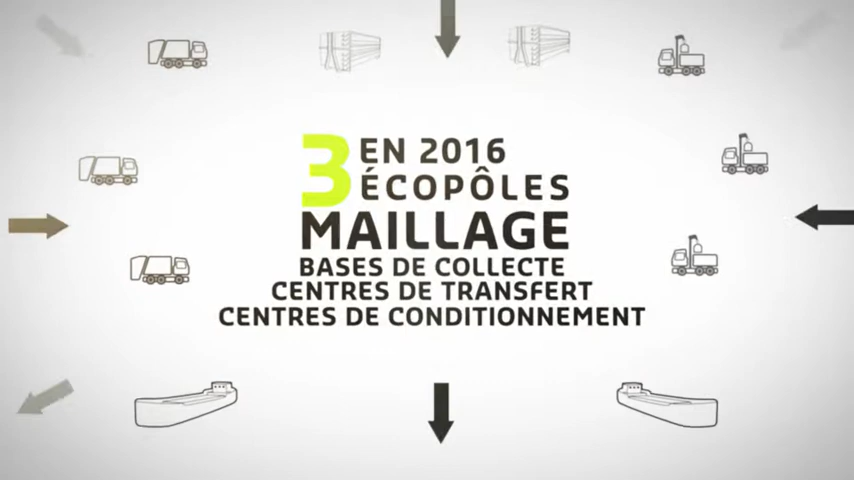 3 EN 2016
ÉCOPÔLES
MAILLAGE
BASES DE COLLECTE
CENTRES DE TRANSFERT
CENTRES DE CONDITIONNEMENT